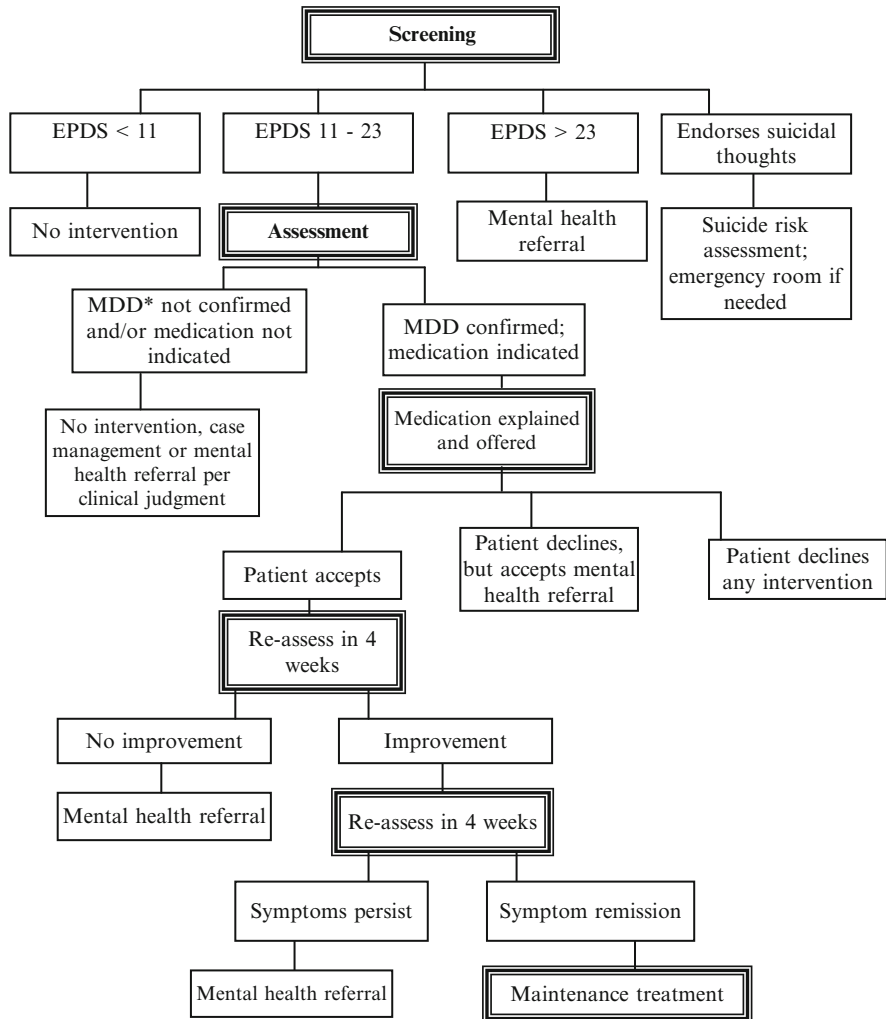 Screening
EPDS < 11
EPDS 11 - 23
EPDS > 23
Endorses suicidal
thoughts
No intervention
Assessment
Mental health
referral
Suicide risk
assessment;
emergency room if
needed
MDD* not confirmed
and/or medication not
indicated
MDD confirmed;
medication indicated
No intervention, case
management or mental
health referral per
clinical judgment
Medication explained
and offered
Patient accepts
Patient declines,
but accepts mental
health referral
Patient declines
any intervention
Re-assess in 4
weeks
No improvement
Improvement
Mental health referral
Re-assess in 4 weeks
Symptoms persist
Symptom remission
Mental health referral
Maintenance treatment